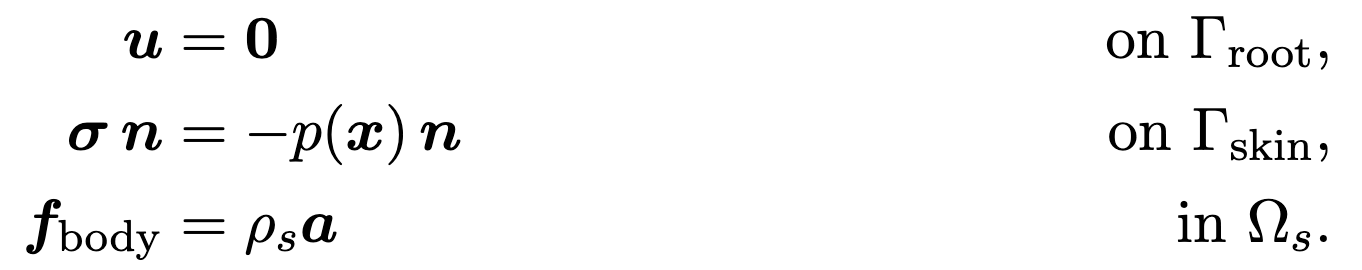 𝒖 = 𝟎 on Γ_root,
𝝈 𝒏 = −p(𝒙) 𝒏 on Γ_skin,
𝒇_body = ρ_s 𝒂 in Ω_s.